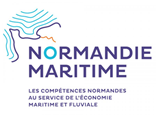 NORMANDIE
MARITIME
LES COMPÉTENCES NORMANDES
AU SERVICE DE L'ÉCONOMIE
MARITIME ET FLUVIALE